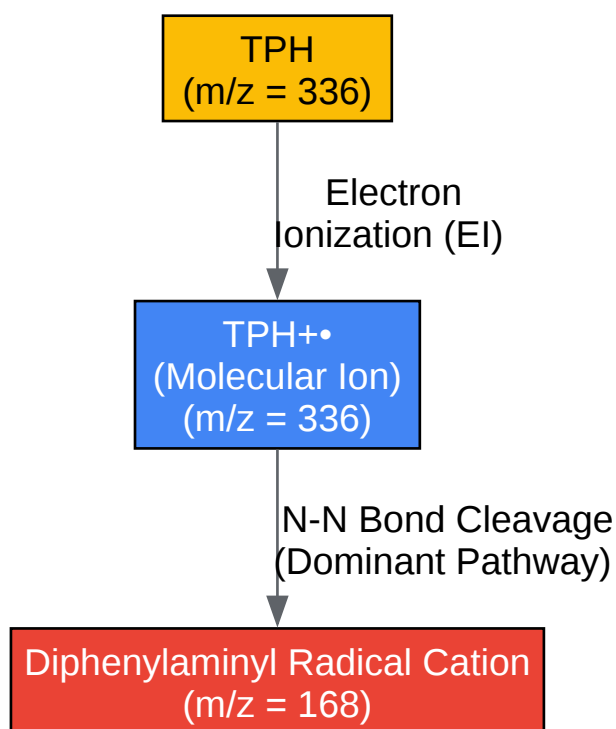 TPH
(m/z = 336)
Electron
Ionization (EI)
TPH+•
(Molecular Ion)
(m/z = 336)
N-N Bond Cleavage
(Dominant Pathway)
Diphenylaminyl Radical Cation
(m/z = 168)